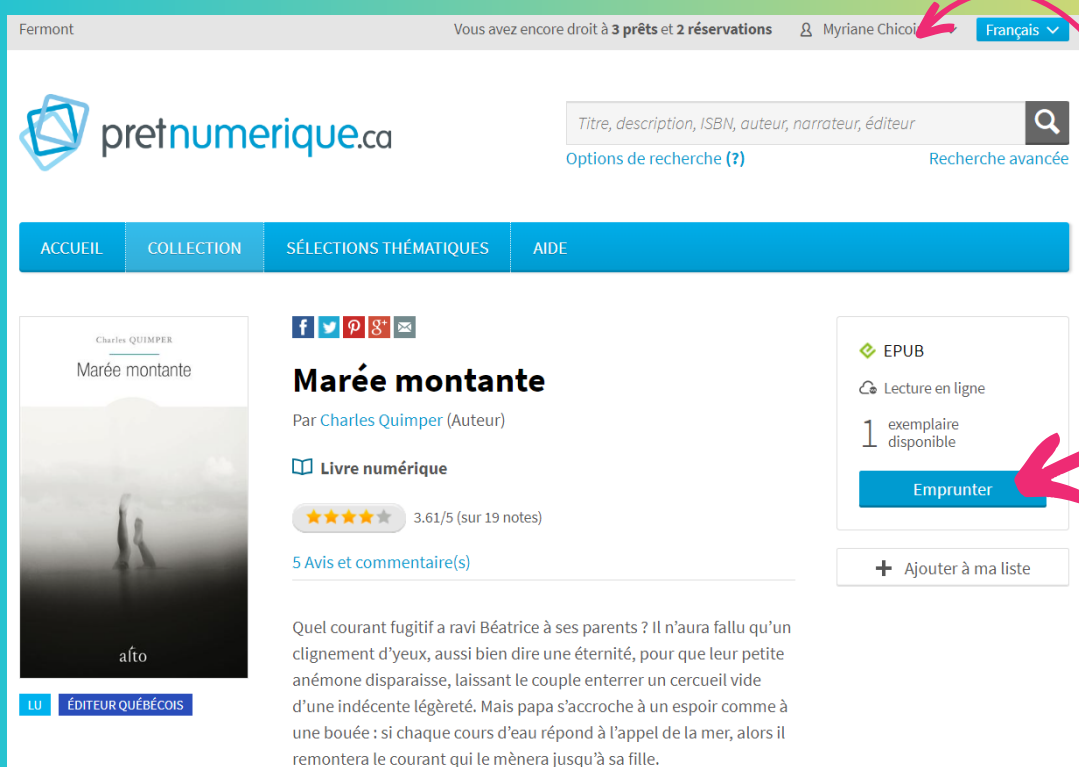 Fermont
Vous avez encore droit à 3 prêts et 2 réservations
Myriane
Français
pretnumerique.ca
Titre, description, ISBN, auteur, narrateur, éditeur
Options de recherche (?)
Recherche avancée
ACCUEIL
COLLECTION
SÉLECTIONS THÉMATIQUES
AIDE
Charles QUIMPER
Marée montante
alto
LU
ÉDITEUR QUÉBÉCOIS
Marée montante
Par Charles Quimper (Auteur)
Livre numérique
3.61/5 (sur 19 notes)
5 Avis et commentaire(s)
Quel courant fugitif a ravi Béatrice à ses parents ? Il n'aura fallu qu'un
clignement d'yeux, aussi bien dire une éternité, pour que leur petite
anémone disparaisse, laissant le couple enterrer un cercueil vide
d'une indécente légèreté. Mais papa s'accroche à un espoir comme à
une bouée : si chaque cours d'eau répond à l'appel de la mer, alors il
remontera le courant qui le mènera jusqu'à sa fille.
EPUB
Lecture en ligne
1 exemplaire
disponible
Emprunter
+ Ajouter à ma liste